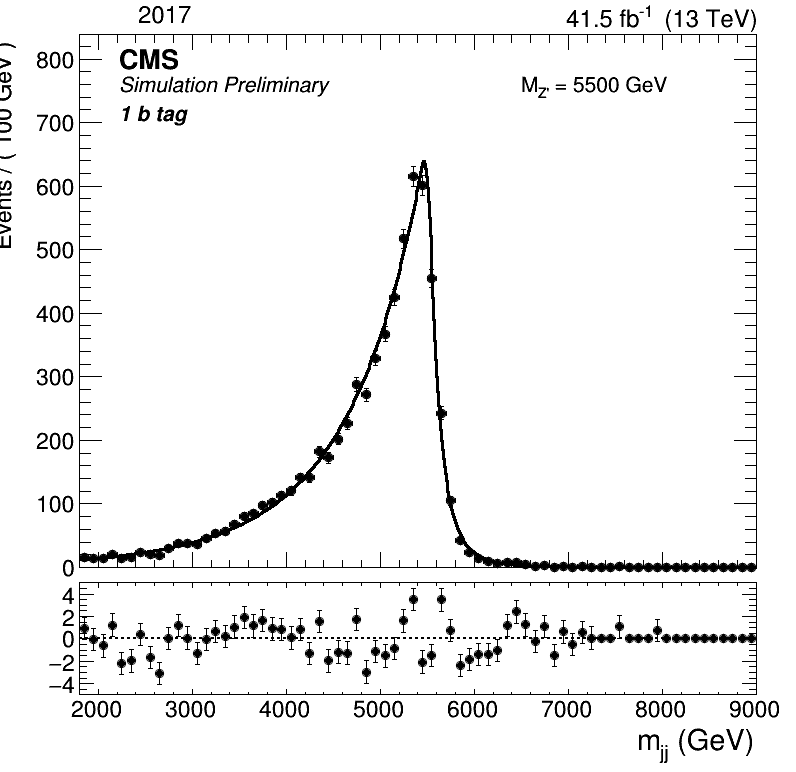 2017
41.5 fb-1 (13 TeV)
CMS
Simulation Preliminary
1 b tag
MZ' = 5500 GeV
Events / ( 100 GeV )
800
700
600
500
400
300
200
100
0
4
2
0
−2
−4
2000 3000 4000 5000 6000 7000 8000 9000
mjj (GeV)